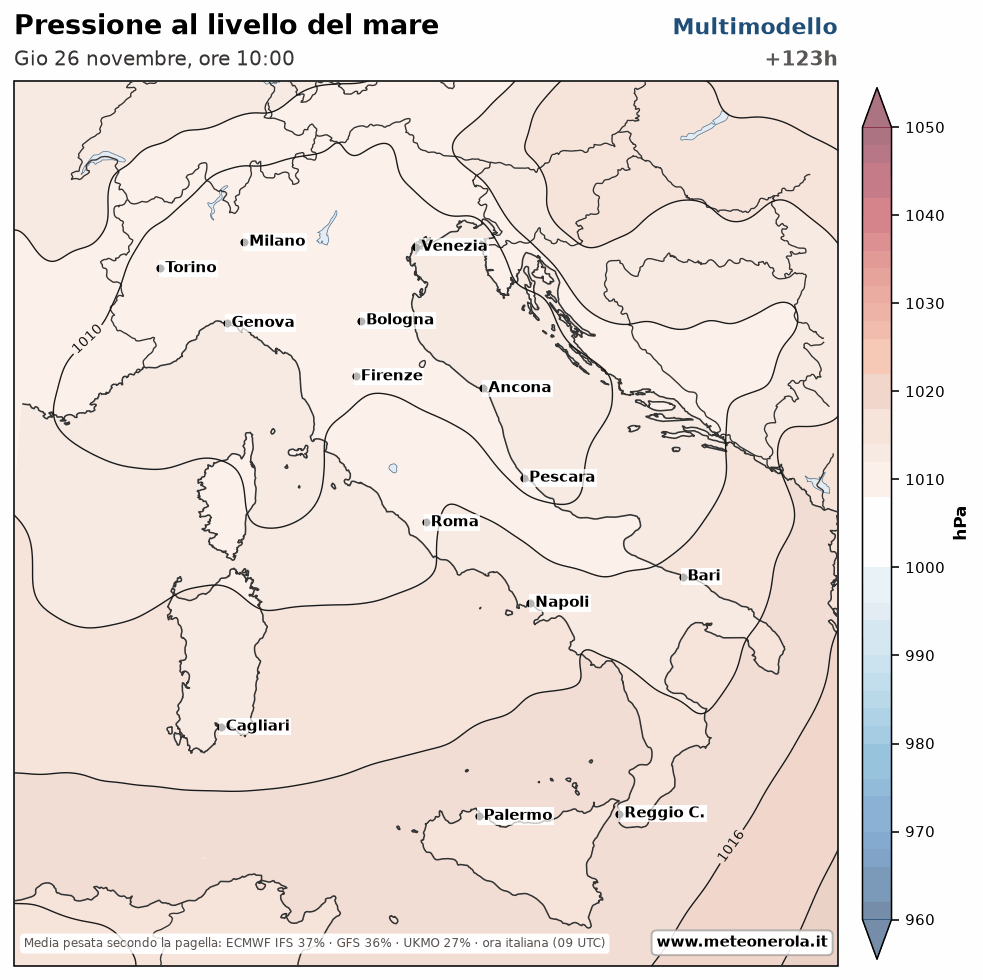 Pressione al livello del mare
Multimodello
Gio 26 novembre, ore 10:00
+123h
1050
1040
1030
1020
1010
1000
990
980
970
960
hPa
Milano
Venezia
Torino
Genova
Bologna
1010
Firenze
Ancona
Pescara
Roma
Bari
Napoli
Cagliari
Palermo
Reggio C.
1016
Media pesata secondo la pagella: ECMWF IFS 37% · GFS 36% · UKMO 27% · ora italiana (09 UTC)
www.meteonerola.it